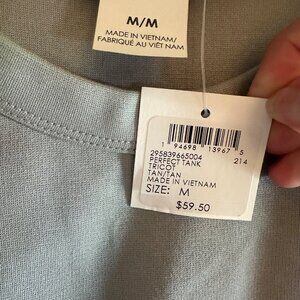 M/M
MADE IN VIETNAM/
FABRIQUÉ AU VIÊT NAM
1 94698 13967 5
295839665004 214
PERFECT TANK
TRICOT
TAN/TAN
MADE IN VIETNAM
SIZE: M
$59.50